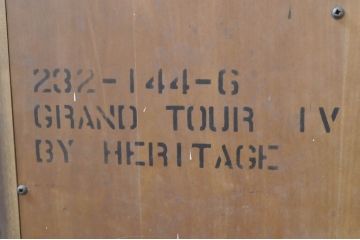 232-144-6
GRAND TOUR IV
BY HERITAGE